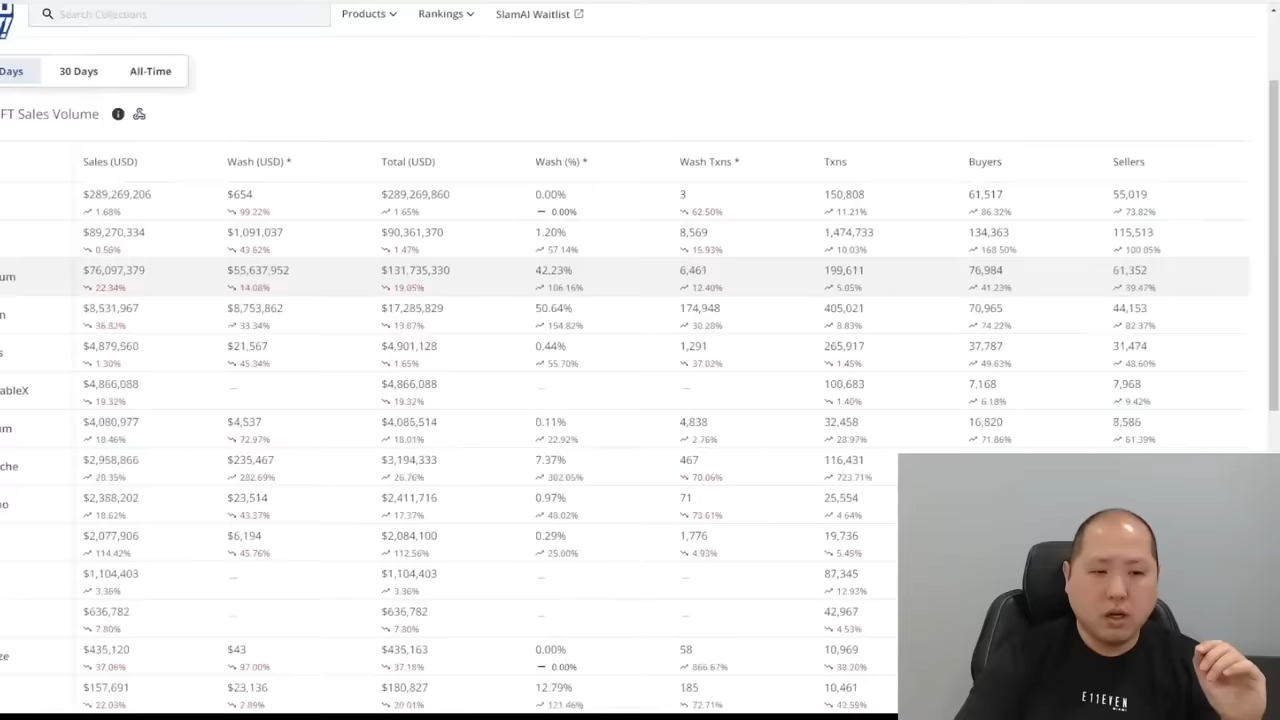 Search Collections Products Rankings SlamAI Waitlist
Days 30 Days All-Time
FT Sales Volume
Sales (USD) Wash (USD) * Total (USD) Wash (%) * Wash Txns * Txns Buyers Sellers
$289,269,206 $654 $289,269,860 0.00% 3 150,808 61,517 55,019
1.68% 99.22% 1.65% 0.00% 62.50% 11.21% 86.32% 73.82%
$89,270,334 $1,091,037 $90,361,370 1.20% 8,569 1,474,733 134,363 115,513
0.56% 43.62% 1.47% 57.14% 15.93% 10.03% 168.50% 100.05%
um $76,097,379 $55,637,952 $131,735,330 42.23% 6,461 199,611 76,984 61,352
22.34% 14.08% 19.05% 106.16% 12.40% 5.05% 41.23% 39.47%
n $8,531,967 $8,753,862 $17,285,829 50.64% 174,948 405,021 70,965 44,153
36.82% 33.34% 19.87% 154.82% 30.28% 8.83% 74.22% 82.37%
s $4,879,560 $21,567 $4,901,128 0.44% 1,291 265,917 37,787 31,474
1.30% 45.34% 1.65% 55.70% 37.02% 1.45% 49.63% 48.60%
ableX $4,866,088 — $4,866,088 — — 100,683 7,168 7,968
19.32% 19.32% 1.40% 6.18% 9.42%
um $4,080,977 $4,537 $4,085,514 0.11% 4,838 32,458 16,820 8,586
18.46% 72.97% 18.01% 22.92% 2.76% 28.97% 71.86% 61.39%
che $2,958,866 $235,467 $3,194,333 7.37% 467 116,431
20.35% 282.69% 26.76% 302.05% 70.06% 723.71%
o $2,388,202 $23,514 $2,411,716 0.97% 71 25,554
18.62% 43.37% 17.37% 48.02% 73.61% 4.64%
$2,077,906 $6,194 $2,084,100 0.29% 1,776 19,736
114.42% 45.76% 112.56% 25.00% 4.93% 5.45%
$1,104,403 — $1,104,403 — — 87,345
3.36% 3.36% 12.93%
$636,782 — $636,782 — — 42,967
7.80% 7.80% 4.53%
ze $435,120 $43 $435,163 0.00% 58 10,969
37.06% 97.00% 37.18% 0.00% 866.67% 38.20%
$157,691 $23,136 $180,827 12.79% 185 10,461
2.89% 121.46% 72.71%
E11EVEN